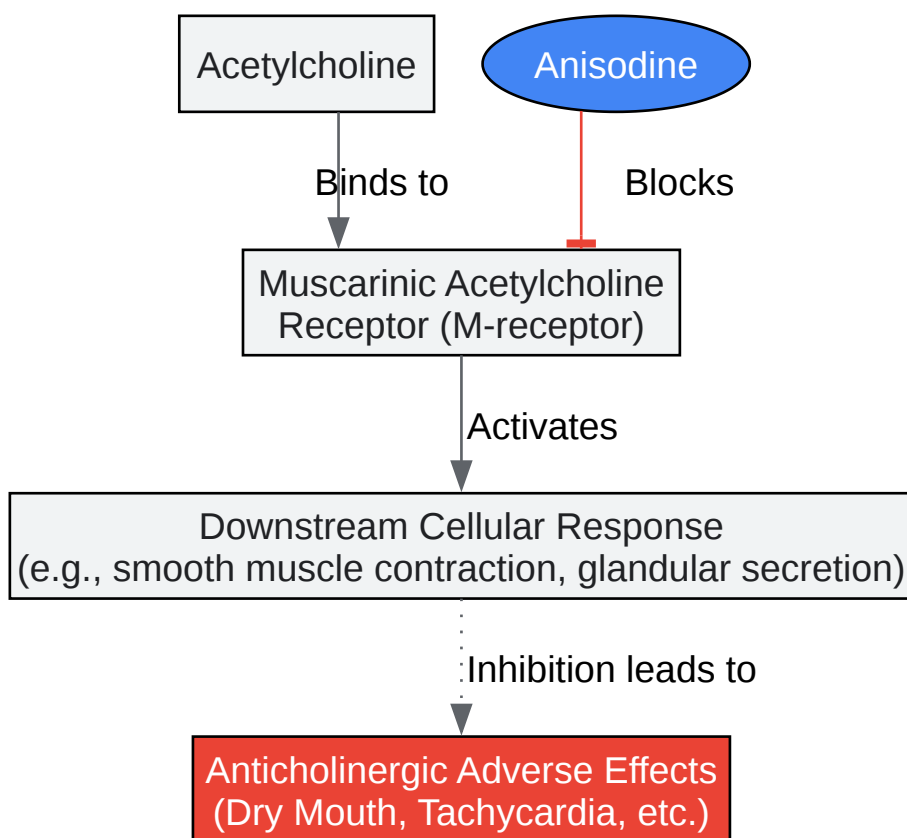 Acetylcholine
Anisodine
Binds to
Blocks
Muscarinic Acetylcholine
Receptor (M-receptor)
Activates
Downstream Cellular Response
(e.g., smooth muscle contraction, glandular secretion)
Inhibition leads to
Anticholinergic Adverse Effects
(Dry Mouth, Tachycardia, etc.)